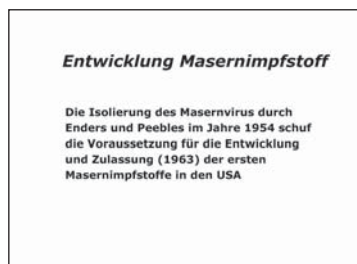 Entwicklung Masernimpfstoff
Die Isolierung des Masernvirus durch
Enders und Peebles im Jahre 1954 schuf
die Voraussetzung für die Entwicklung
und Zulassung (1963) der ersten
Masernimpfstoffe in den USA